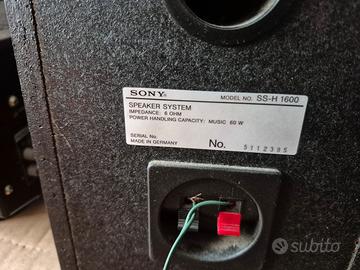 SONY®
MODEL NO. SS-H 1600
SPEAKER SYSTEM
IMPEDANCE: 6 OHM
POWER HANDLING CAPACITY: MUSIC 60 W
SERIAL No.
MADE IN GERMANY
No. 5112385
subito